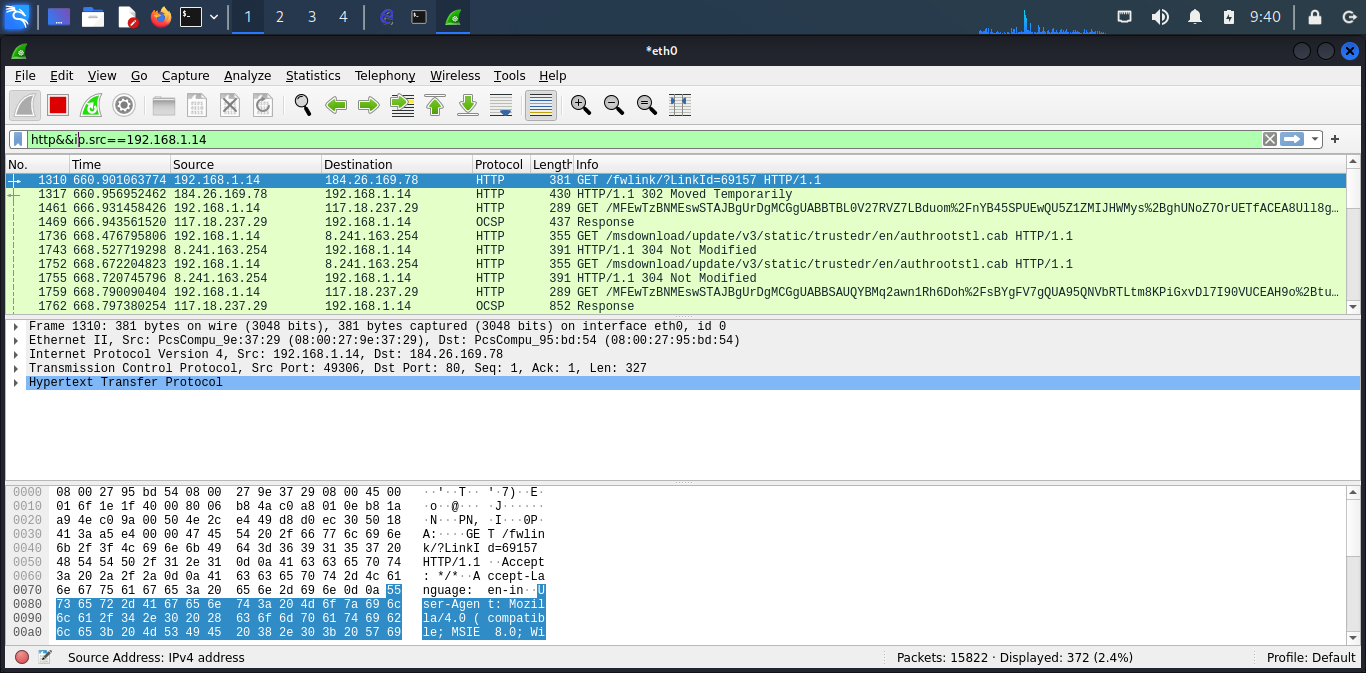 1 2 3 4 9:40
*eth0
File Edit View Go Capture Analyze Statistics Telephony Wireless Tools Help
http&&ip.src==192.168.1.14
No. Time Source Destination Protocol Length Info
1310 660.901063774 192.168.1.14 184.26.169.78 HTTP 381 GET /fwlink/?LinkId=69157 HTTP/1.1
1317 660.956952462 184.26.169.78 192.168.1.14 HTTP 430 HTTP/1.1 302 Moved Temporarily
1461 666.931458426 192.168.1.14 117.18.237.29 HTTP 289 GET /MFEwTzBNMEswSTAJBgUrDgMCGgUABBTBL0V27RVZ7LBduom%2FnYB45SPUEwQU5Z1ZMIJHWMys%2BghUNoZ7OrUETfACEA8Ull8g…
1469 666.943561520 117.18.237.29 192.168.1.14 OCSP 437 Response
1736 668.476795806 192.168.1.14 8.241.163.254 HTTP 355 GET /msdownload/update/v3/static/trustedr/en/authrootstl.cab HTTP/1.1
1743 668.527719298 8.241.163.254 192.168.1.14 HTTP 391 HTTP/1.1 304 Not Modified
1752 668.672204823 192.168.1.14 8.241.163.254 HTTP 355 GET /msdownload/update/v3/static/trustedr/en/authrootstl.cab HTTP/1.1
1755 668.720745796 8.241.163.254 192.168.1.14 HTTP 391 HTTP/1.1 304 Not Modified
1759 668.790090404 192.168.1.14 117.18.237.29 HTTP 289 GET /MFEwTzBNMEswSTAJBgUrDgMCGgUABBSAUQYBMq2awn1Rh6Doh%2FsBYgFV7gQUA95QNVbRTLtm8KPiGxvDl7I90VUCEAH9o%2Btu…
1762 668.797380254 117.18.237.29 192.168.1.14 OCSP 852 Response
Frame 1310: 381 bytes on wire (3048 bits), 381 bytes captured (3048 bits) on interface eth0, id 0
Ethernet II, Src: PcsCompu_9e:37:29 (08:00:27:9e:37:29), Dst: PcsCompu_95:bd:54 (08:00:27:95:bd:54)
Internet Protocol Version 4, Src: 192.168.1.14, Dst: 184.26.169.78
Transmission Control Protocol, Src Port: 49306, Dst Port: 80, Seq: 1, Ack: 1, Len: 327
Hypertext Transfer Protocol
0000 08 00 27 95 bd 54 08 00 27 9e 37 29 08 00 45 00 ··'··T·· '·7)··E·
0010 01 6f 1e 1f 40 00 80 06 b8 4a c0 a8 01 0e b8 1a ·o··@··· ·J······
0020 a9 4e c0 9a 00 50 4e 2c e4 49 d8 d0 ec 30 50 18 ·N···PN, ·I···0P·
0030 41 3a a5 e4 00 00 47 45 54 20 2f 66 77 6c 69 6e A:····GE T /fwlin
0040 6b 2f 3f 4c 69 6e 6b 49 64 3d 36 39 31 35 37 20 k/?LinkI d=69157
0050 48 54 54 50 2f 31 2e 31 0d 0a 41 63 63 65 70 74 HTTP/1.1 ··Accept
0060 3a 20 2a 2f 2a 0d 0a 41 63 63 65 70 74 2d 4c 61 : */*··A ccept-La
0070 6e 67 75 61 67 65 3a 20 65 6e 2d 69 6e 0d 0a 55 nguage: en-in··U
0080 73 65 72 2d 41 67 65 6e 74 3a 20 4d 6f 7a 69 6c ser-Agen t: Mozil
0090 6c 61 2f 34 2e 30 20 28 63 6f 6d 70 61 74 69 62 la/4.0 ( compatib
00a0 6c 65 3b 20 4d 53 49 45 20 38 2e 30 3b 20 57 69 le; MSIE 8.0; Wi
Source Address: IPv4 address Packets: 15822 · Displayed: 372 (2.4%) Profile: Default